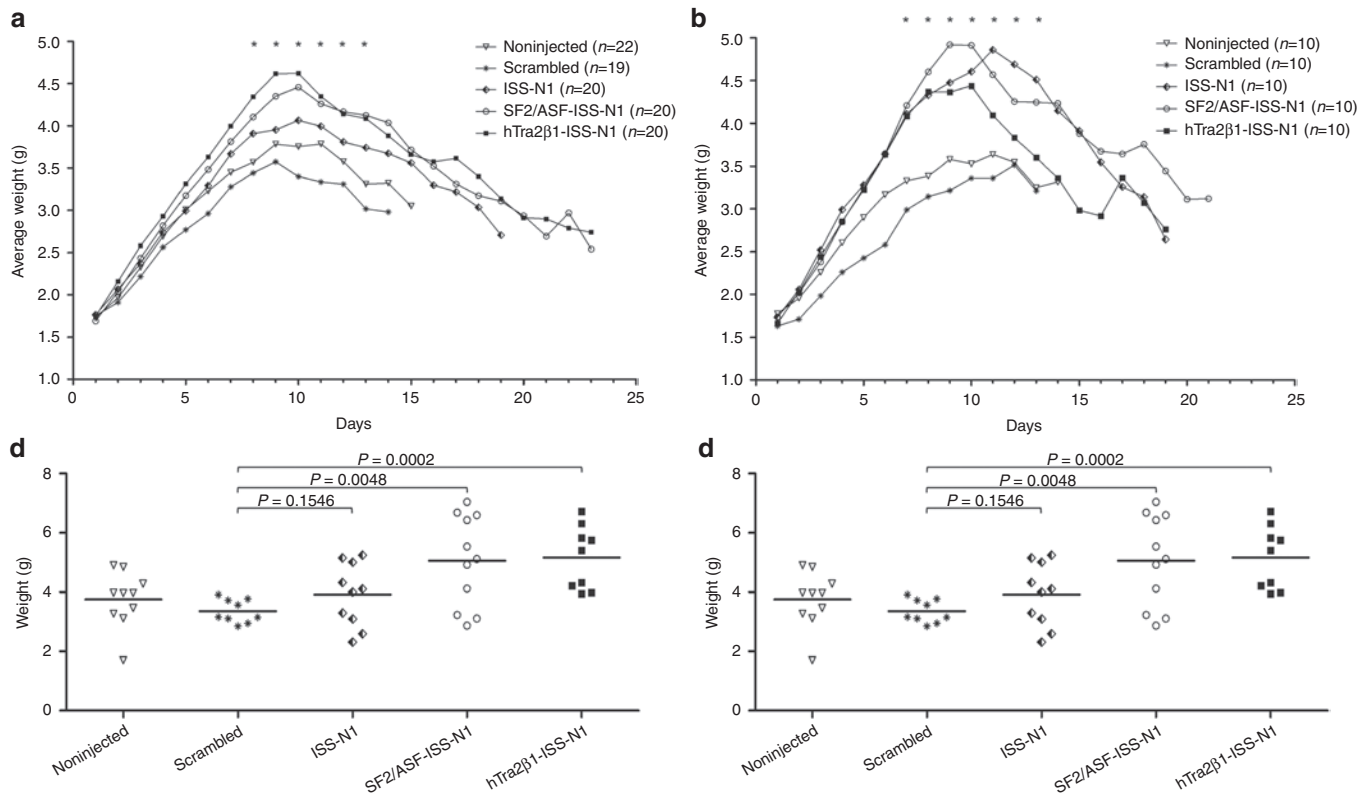 a
* * * * * *
5.0
4.5
4.0
3.5
3.0
2.5
2.0
1.5
1.0
Average weight (g)
0 5 10 15 20 25
Days
Noninjected (n=22)
Scrambled (n=19)
ISS-N1 (n=20)
SF2/ASF-ISS-N1 (n=20)
hTra2β1-ISS-N1 (n=20)
b
* * * * * * *
5.0
4.5
4.0
3.5
3.0
2.5
2.0
1.5
1.0
Average weight (g)
0 5 10 15 20 25
Days
Noninjected (n=10)
Scrambled (n=10)
ISS-N1 (n=10)
SF2/ASF-ISS-N1 (n=10)
hTra2β1-ISS-N1 (n=10)
d
8
6
4
2
0
Weight (g)
P = 0.0002
P = 0.0048
P = 0.1546
Noninjected
Scrambled
ISS-N1
SF2/ASF-ISS-N1
hTra2β1-ISS-N1
d
8
6
4
2
0
Weight (g)
P = 0.0002
P = 0.0048
P = 0.1546
Noninjected
Scrambled
ISS-N1
SF2/ASF-ISS-N1
hTra2β1-ISS-N1